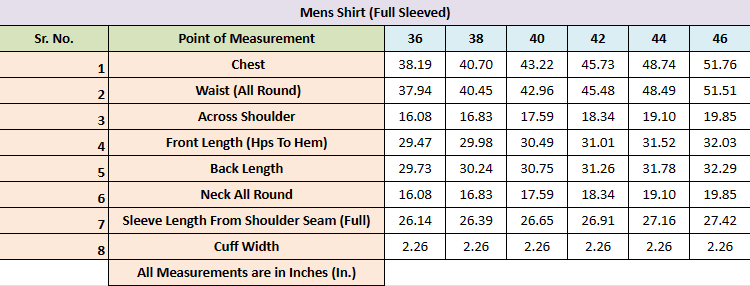 Mens Shirt (Full Sleeved)
Sr. No. Point of Measurement 36 38 40 42 44 46
1 Chest 38.19 40.70 43.22 45.73 48.74 51.76
2 Waist (All Round) 37.94 40.45 42.96 45.48 48.49 51.51
3 Across Shoulder 16.08 16.83 17.59 18.34 19.10 19.85
4 Front Length (Hps To Hem) 29.47 29.98 30.49 31.01 31.52 32.03
5 Back Length 29.73 30.24 30.75 31.26 31.78 32.29
6 Neck All Round 16.08 16.83 17.59 18.34 19.10 19.85
7 Sleeve Length From Shoulder Seam (Full) 26.14 26.39 26.65 26.91 27.16 27.42
8 Cuff Width 2.26 2.26 2.26 2.26 2.26 2.26
All Measurements are in Inches (In.)